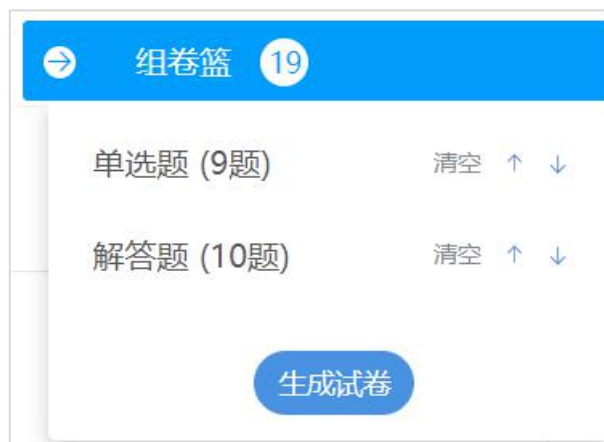 组卷篮 19
单选题 (9题) 清空 ↑ ↓
解答题 (10题) 清空 ↑ ↓
生成试卷